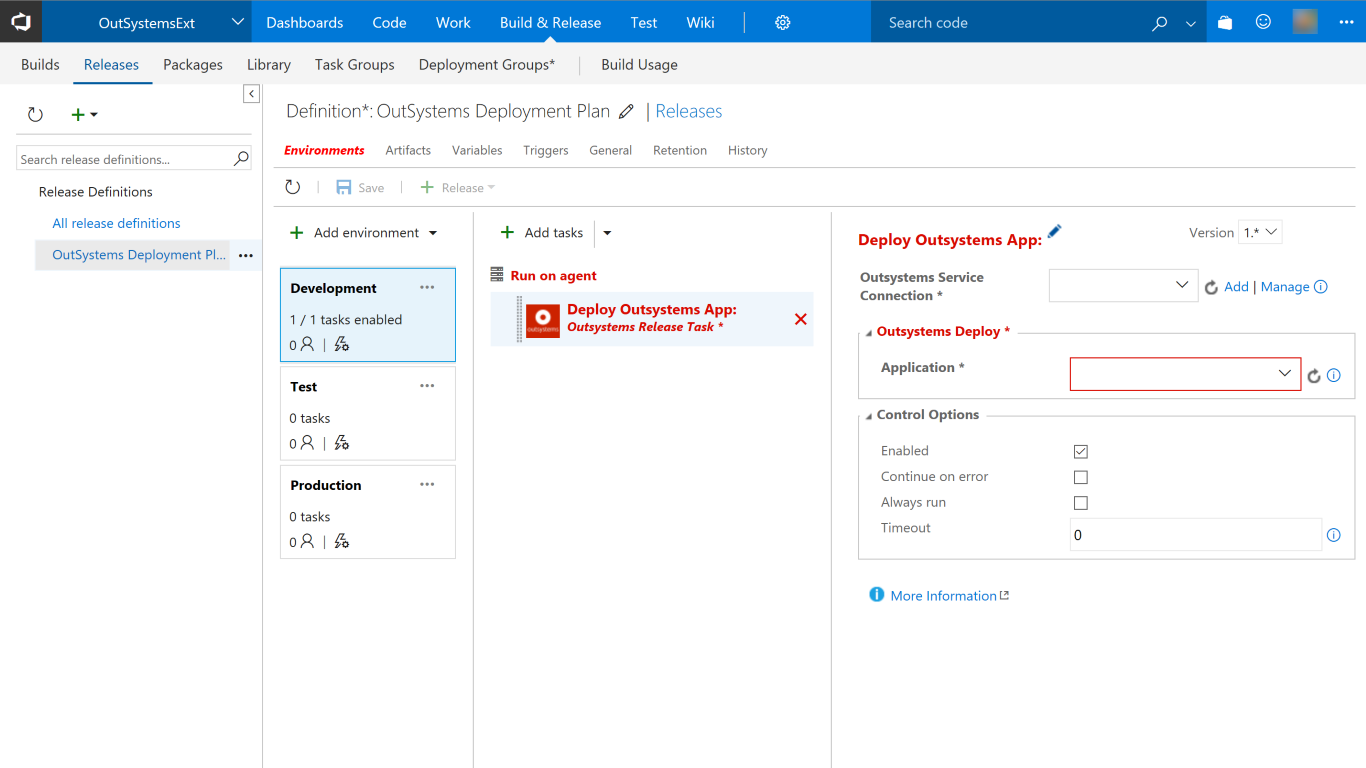 OutSystemsExt
Dashboards
Code
Work
Build & Release
Test
Wiki
Search code
Builds
Releases
Packages
Library
Task Groups
Deployment Groups*
Build Usage
Search release definitions...
Release Definitions
All release definitions
OutSystems Deployment Pl...
Definition*: OutSystems Deployment Plan | Releases
Environments
Artifacts
Variables
Triggers
General
Retention
History
Save
Release
Add environment
Development
1 / 1 tasks enabled
0
Test
0 tasks
0
Production
0 tasks
0
Add tasks
Run on agent
outsystems
Deploy Outsystems App:
Outsystems Release Task *
Deploy Outsystems App:
Version 1.*
Outsystems Service
Connection *
Add | Manage
Outsystems Deploy *
Application *
Control Options
Enabled
Continue on error
Always run
Timeout
0
More Information